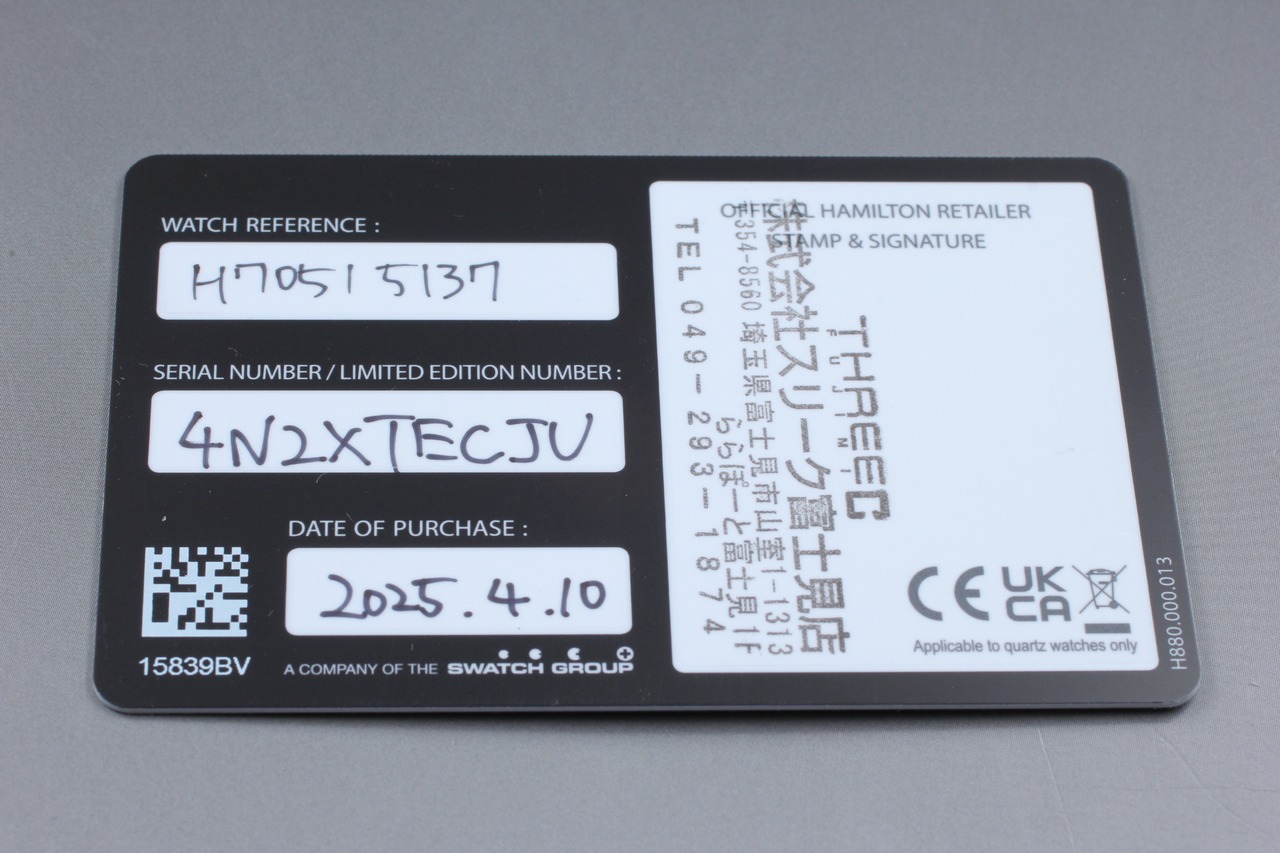 WATCH REFERENCE :
H70515137
SERIAL NUMBER / LIMITED EDITION NUMBER :
4N2XTECJU
DATE OF PURCHASE :
2025.4.10
15839BV
A COMPANY OF THE SWATCH GROUP
OFFICIAL HAMILTON RETAILER
STAMP & SIGNATURE
THREEC
FUJIMI
株式会社スリーク富士見店
〒354-8560 埼玉県富士見市山室1-1313
ららぽーと富士見1F
TEL 049-293-1874
CE UK CA
Applicable to quartz watches only
H880.000.013